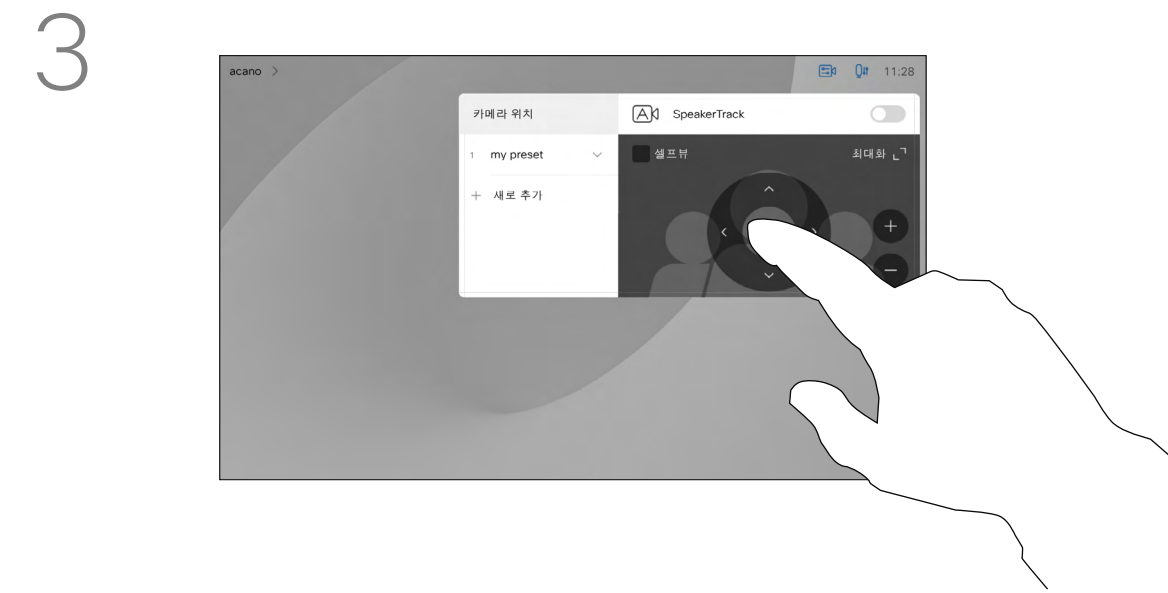 3
acano > 11:28
카메라 위치
SpeakerTrack
1 my preset
셀프뷰
최대화
+ 새로 추가